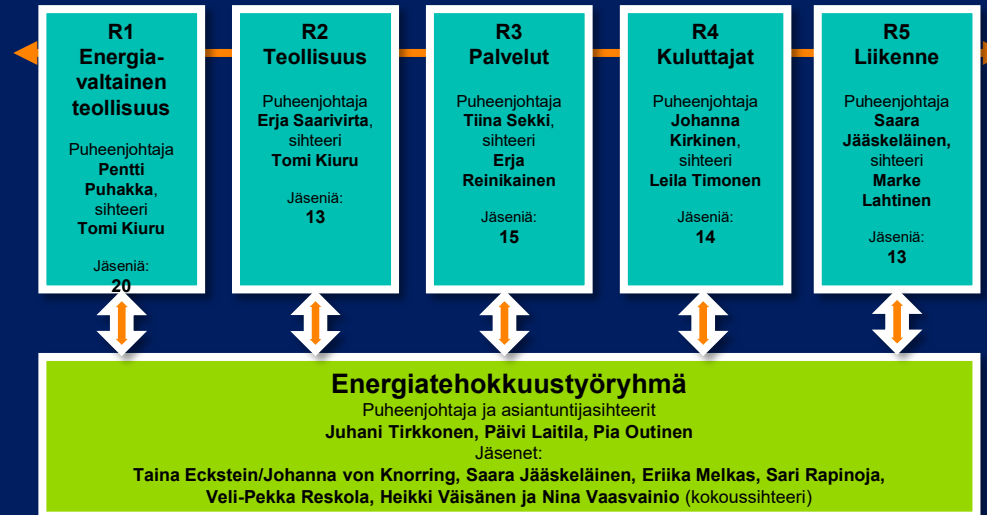 R1
Energia-
valtainen
teollisuus
Puheenjohtaja
Pentti
Puhakka,
sihteeri
Tomi Kiuru
Jäseniä:
20
R2
Teollisuus
Puheenjohtaja
Erja Saarivirta,
sihteeri
Tomi Kiuru
Jäseniä:
13
R3
Palvelut
Puheenjohtaja
Tiina Sekki,
sihteeri
Erja
Reinikainen
Jäseniä:
15
R4
Kuluttajat
Puheenjohtaja
Johanna
Kirkinen,
sihteeri
Leila Timonen
Jäseniä:
14
R5
Liikenne
Puheenjohtaja
Saara
Jääskeläinen,
sihteeri
Marke
Lahtinen
Jäseniä:
13
Energiatehokkuustyöryhmä
Puheenjohtaja ja asiantuntijasihteerit
Juhani Tirkkonen, Päivi Laitila, Pia Outinen
Jäsenet:
Taina Eckstein/Johanna von Knorring, Saara Jääskeläinen, Eriika Melkas, Sari Rapinoja,
Veli-Pekka Reskola, Heikki Väisänen ja Nina Vaasvainio (kokoussihteeri)